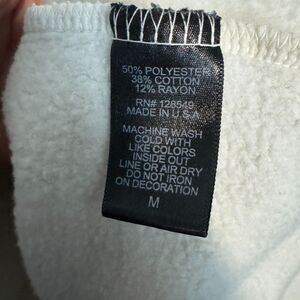 50% POLYESTER
38% COTTON
12% RAYON
RN# 128549
MADE IN U.S.A
MACHINE WASH
COLD WITH
LIKE COLORS
INSIDE OUT
LINE OR AIR DRY
DO NOT IRON
ON DECORATION
M